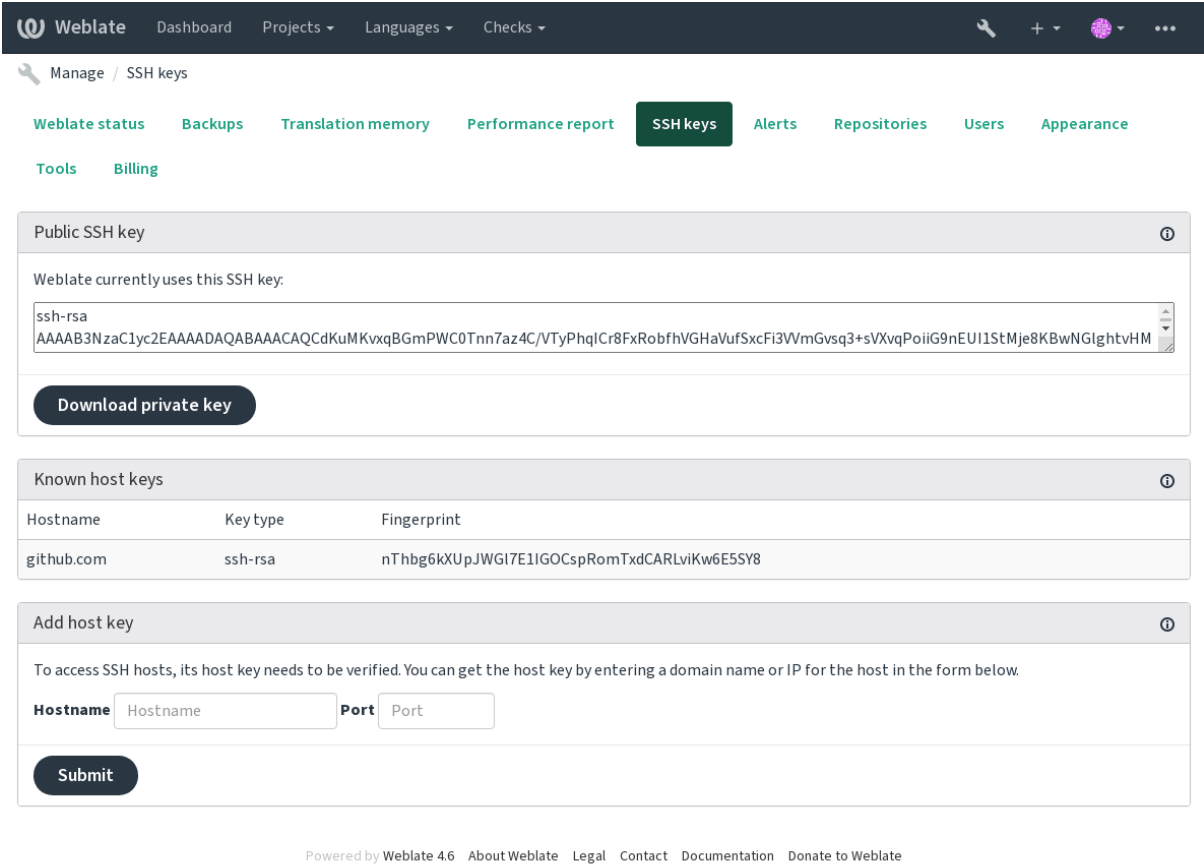 Weblate Dashboard Projects Languages Checks
Manage / SSH keys
Weblate status Backups Translation memory Performance report SSH keys Alerts Repositories Users Appearance
Tools Billing
Public SSH key
Weblate currently uses this SSH key:
ssh-rsa
AAAAB3NzaC1yc2EAAAADAQABAAACAQCdKuMKvxqBGmPWC0Tnn7az4C/VTyPhqICr8FxRobfhVGHaVufSxcFi3VVmGvsq3+sVXvqPoiiG9nEUI1StMje8KBwNGlghtvHM
Download private key
Known host keys
Hostname Key type Fingerprint
github.com ssh-rsa nThbg6kXUpJWGl7E1IGOCspRomTxdCARLviKw6E5SY8
Add host key
To access SSH hosts, its host key needs to be verified. You can get the host key by entering a domain name or IP for the host in the form below.
Hostname Hostname Port Port
Submit
Powered by Weblate 4.6 About Weblate Legal Contact Documentation Donate to Weblate